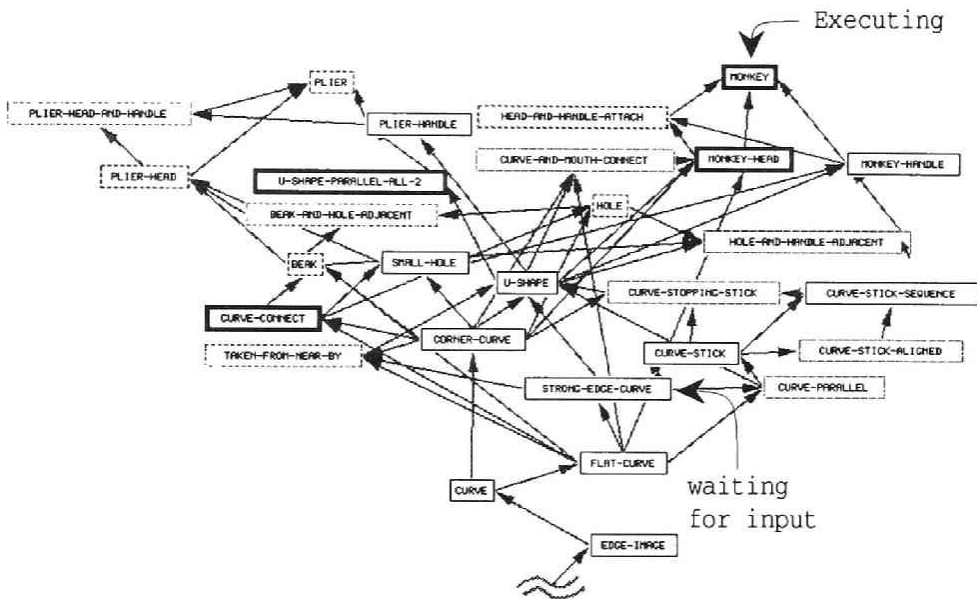 Executing
MONKEY
PLIER
PLIER-HEAD-AND-HANDLE
HEAD-AND-HANDLE-ATTACH
PLIER-HANDLE
CURVE-AND-MOUTH-CONNECT
MONKEY-HEAD
MONKEY-HANDLE
PLIER-HEAD
U-SHAPE-PARALLEL-ALL-2
HOLE
BEAK-AND-HOLE-ADJACENT
HOLE-AND-HANDLE-ADJACENT
BEAK
SMALL-HOLE
U-SHAPE
CURVE-STOPPING-STICK
CURVE-STICK-SEQUENCE
CURVE-CONNECT
CORNER-CURVE
TAKEN-FROM-NEAR-BY
CURVE-STICK
CURVE-STICK-ALIGNED
STRONG-EDGE-CURVE
CURVE-PARALLEL
FLAT-CURVE
CURVE
waiting
for input
EDGE-IMAGE